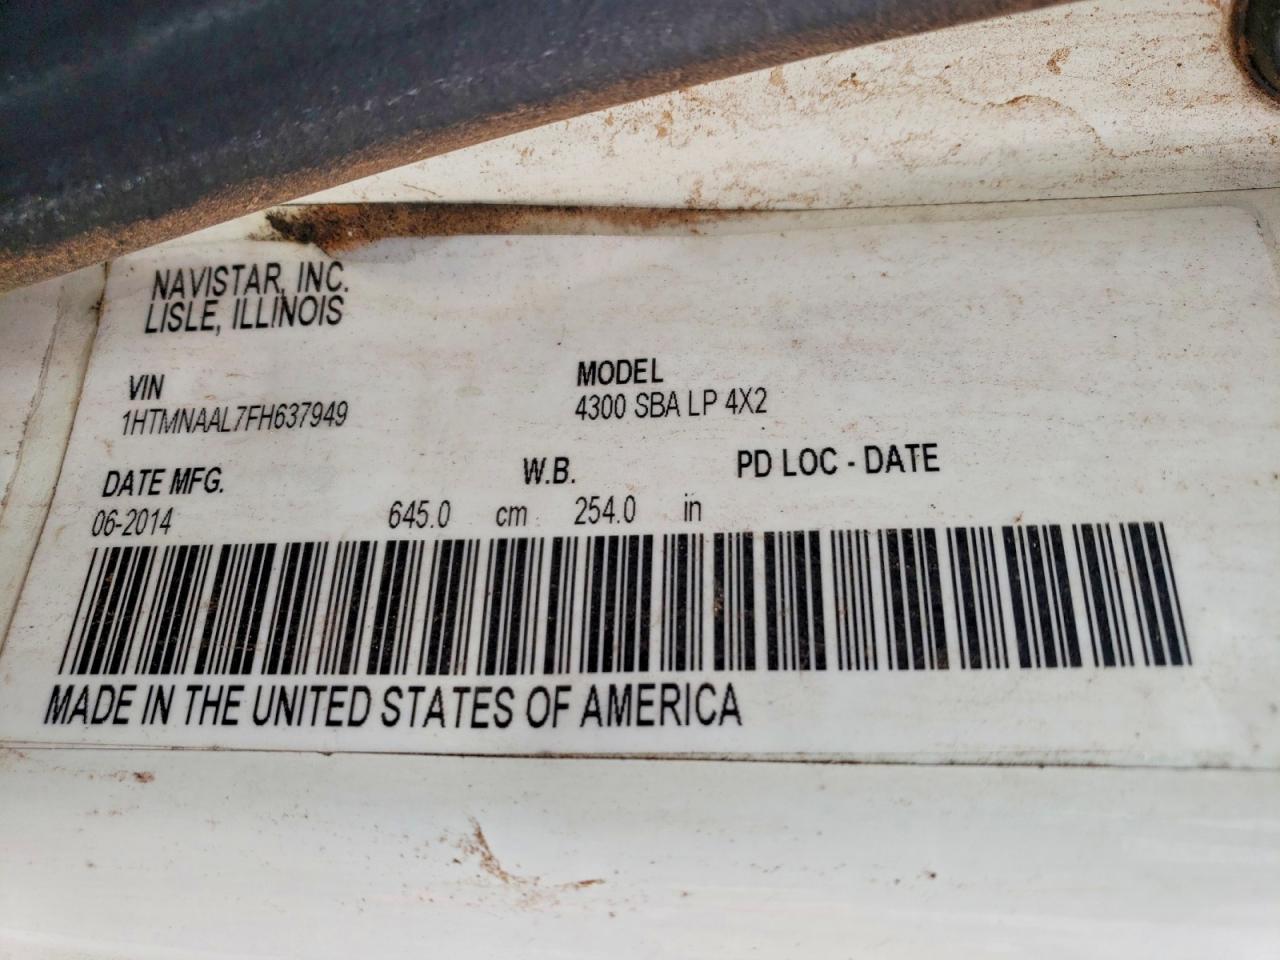 NAVISTAR, INC.
LISLE, ILLINOIS
VIN MODEL
1HTMNAAL7FH637949 4300 SBA LP 4X2
DATE MFG. W.B. PD LOC - DATE
06-2014 645.0 cm 254.0 in
MADE IN THE UNITED STATES OF AMERICA